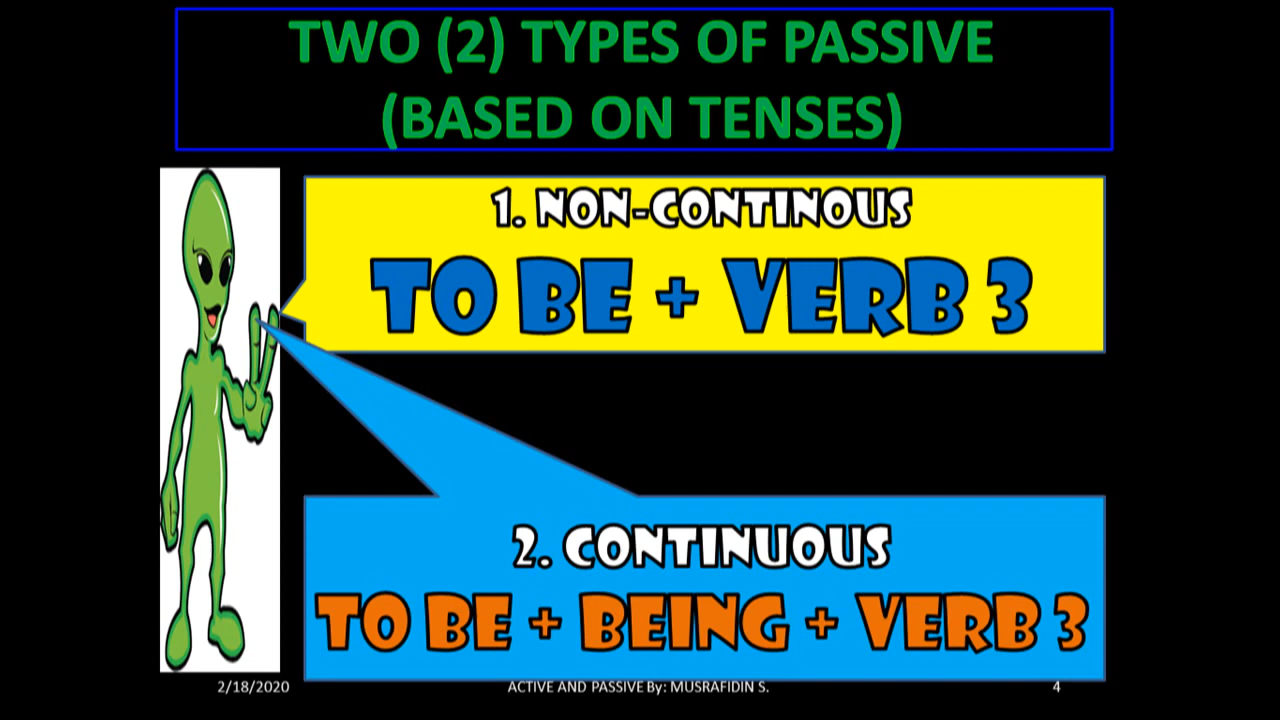 TWO (2) TYPES OF PASSIVE
(BASED ON TENSES)
1. NON-CONTINOUS
TO BE + VERB 3
2. CONTINUOUS
TO BE + BEING + VERB 3
2/18/2020
ACTIVE AND PASSIVE By: MUSRAFIDIN S.
4